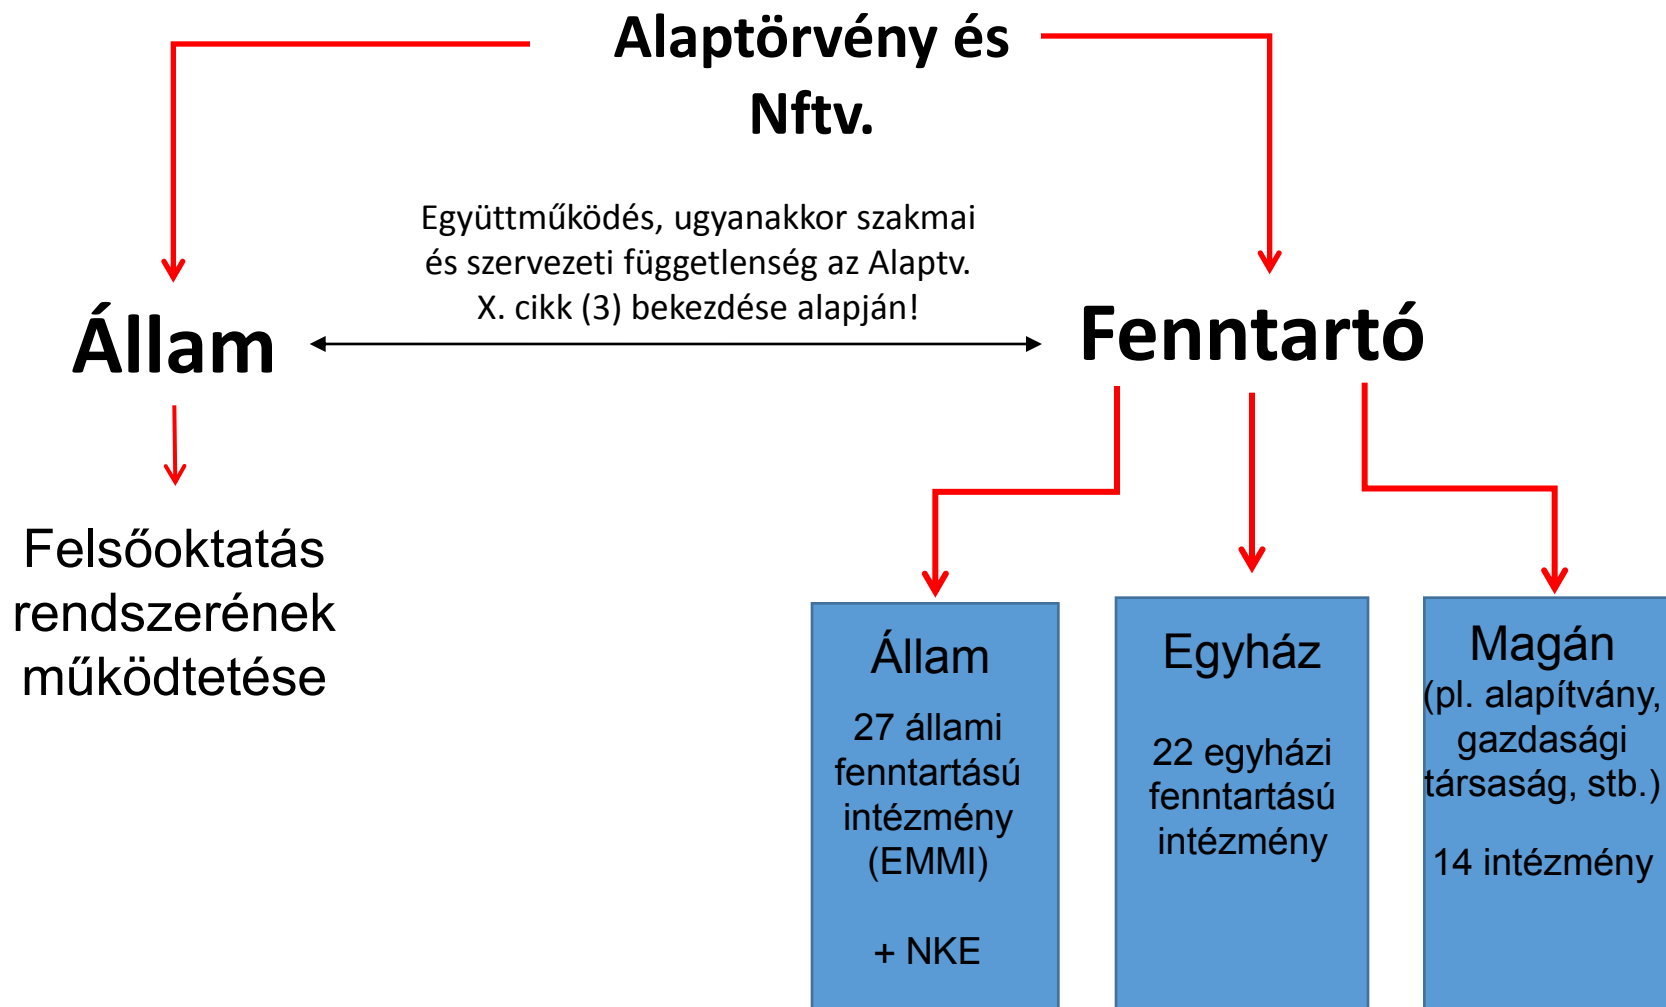 Alaptörvény és
Nftv.
Együttműködés, ugyanakkor szakmai
és szervezeti függetlenség az Alaptv.
X. cikk (3) bekezdése alapján!
Állam
Fenntartó
Felsőoktatás
rendszerének
működtetése
Állam
27 állami
fenntartású
intézmény
(EMMI)
+ NKE
Egyház
22 egyházi
fenntartású
intézmény
Magán
(pl. alapítvány,
gazdasági
társaság, stb.)
14 intézmény